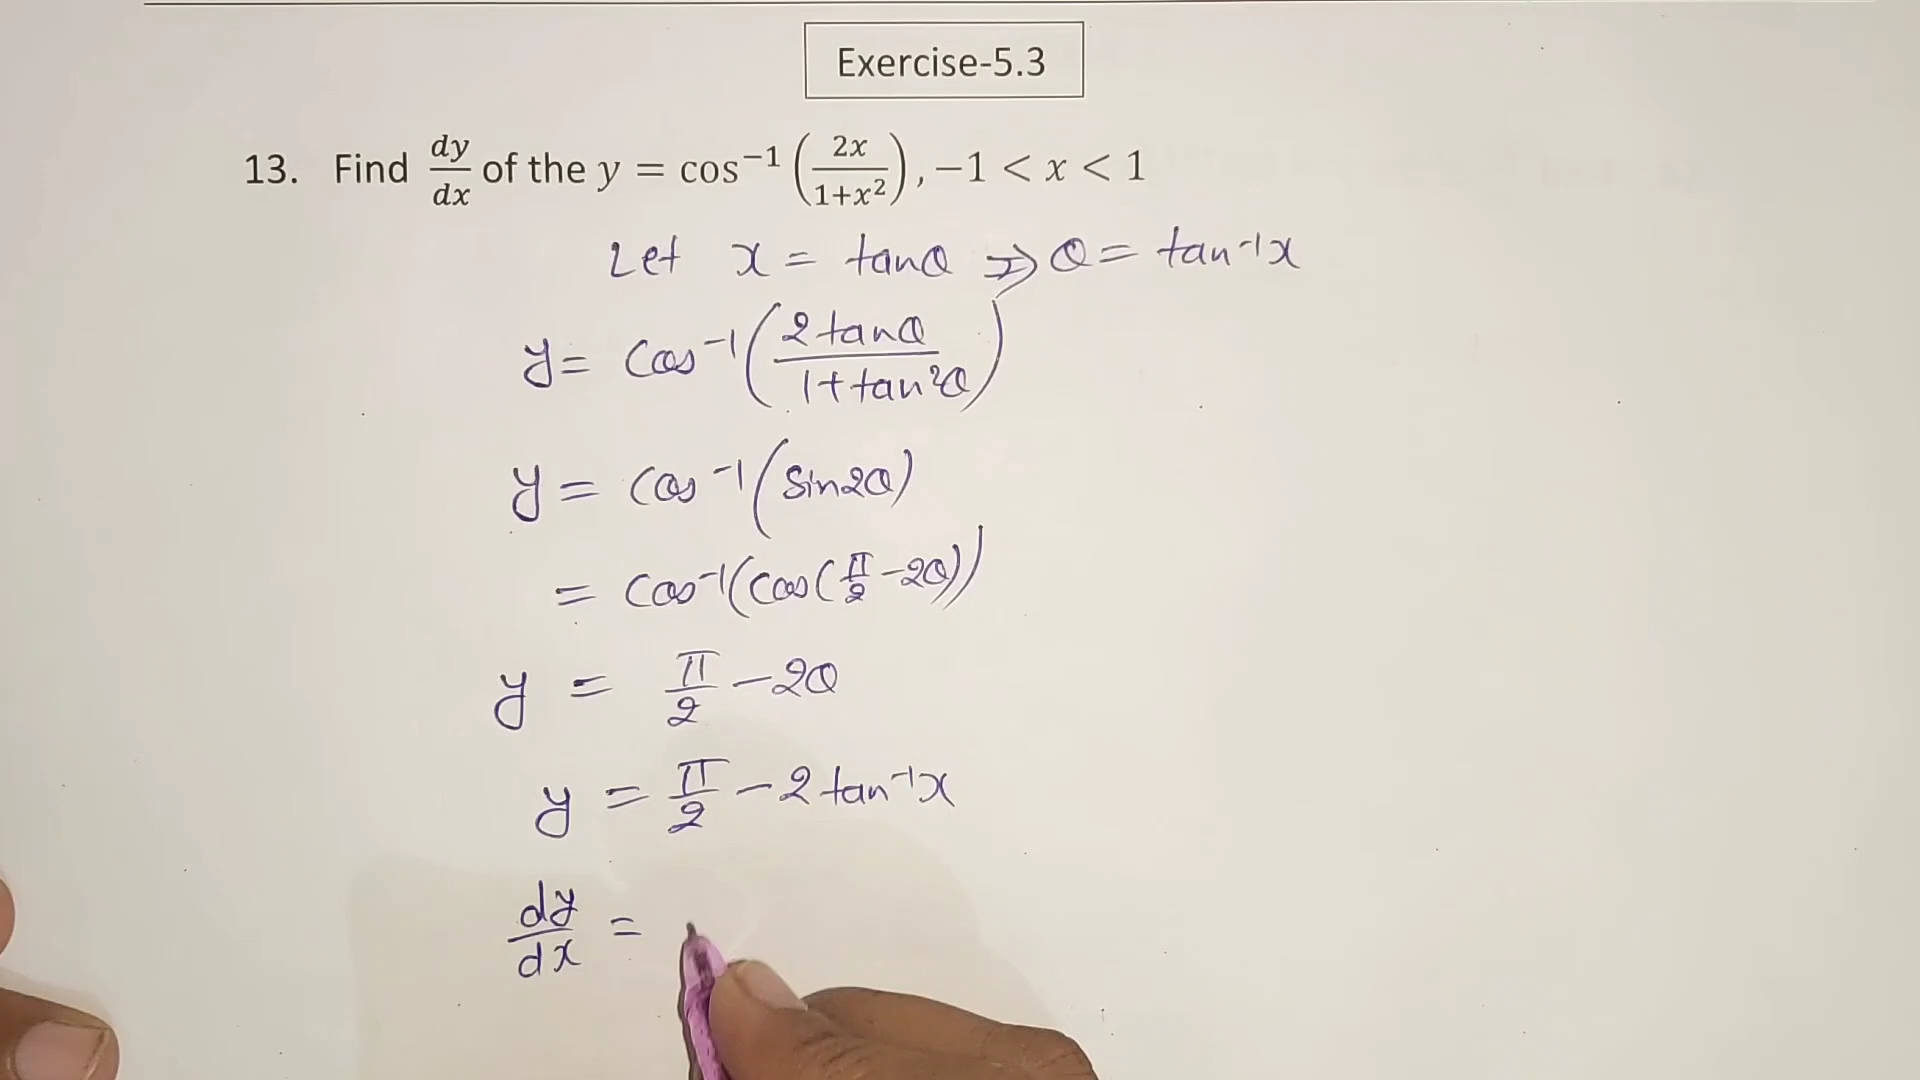 Exercise-5.3
13. Find dy/dx of the y = cos⁻¹(2x/(1+x²)), −1 < x < 1
Let x = tanθ ⇒ θ = tan⁻¹x
y = cos⁻¹(2tanθ/(1+tan²θ))
y = cos⁻¹(sin2θ)
= cos⁻¹(cos(π/2 − 2θ))
y = π/2 − 2θ
y = π/2 − 2tan⁻¹x
dy/dx =